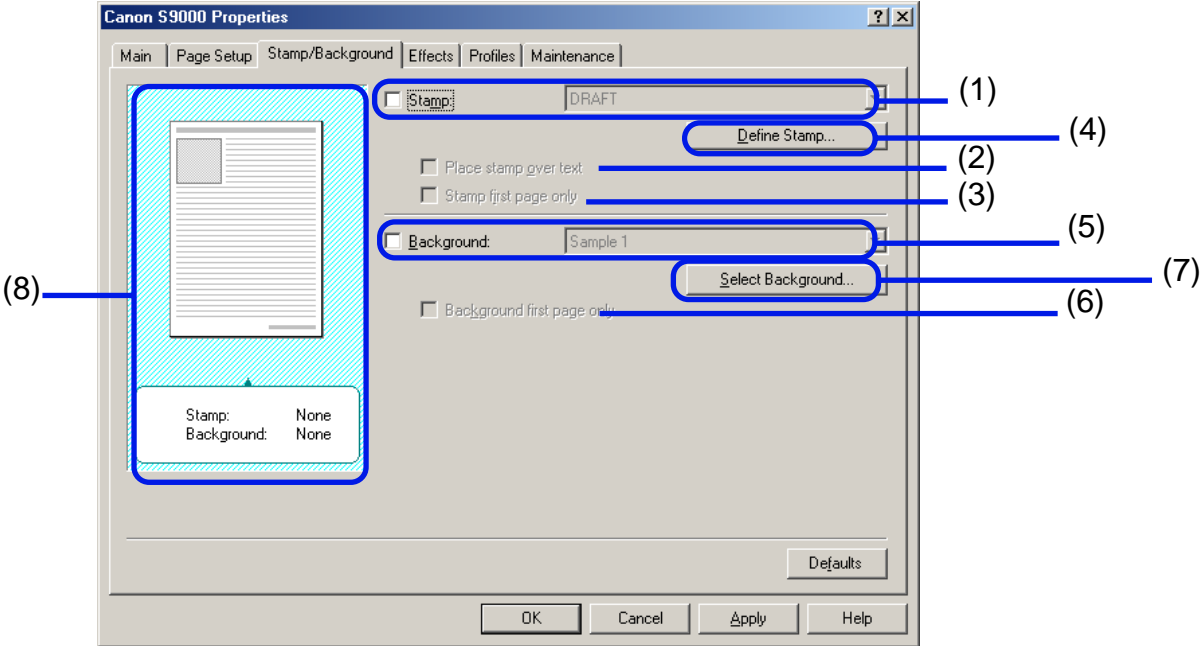 Canon S9000 Properties
Main Page Setup Stamp/Background Effects Profiles Maintenance
Stamp: DRAFT (1)
Define Stamp... (4)
Place stamp over text (2)
Stamp first page only (3)
Background: Sample 1 (5)
Select Background... (7)
(8)
Background first page only (6)
Stamp: None
Background: None
Defaults
OK Cancel Apply Help